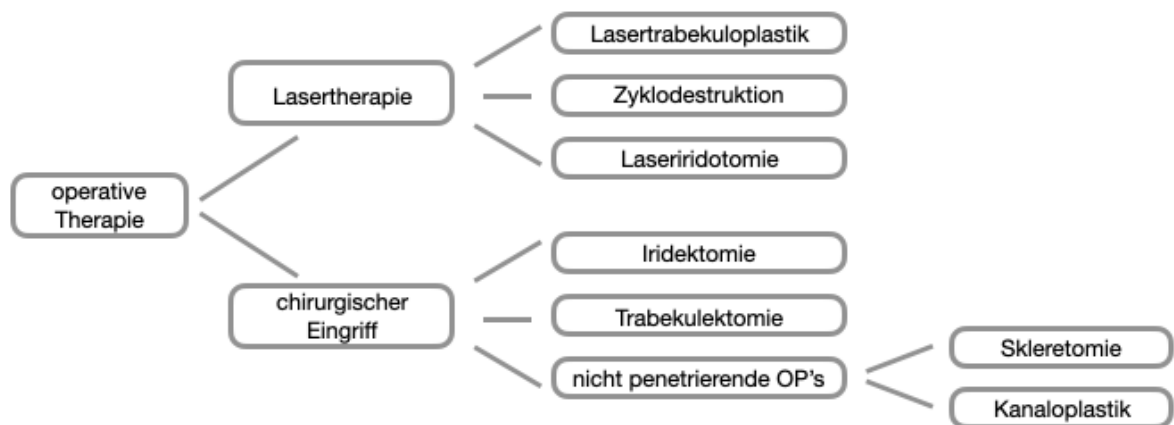 operative
Therapie
Lasertherapie
Lasertrabekuloplastik
Zyklodestruktion
Laseriridotomie
chirurgischer
Eingriff
Iridektomie
Trabekulektomie
nicht penetrierende OP's
Skleretomie
Kanaloplastik